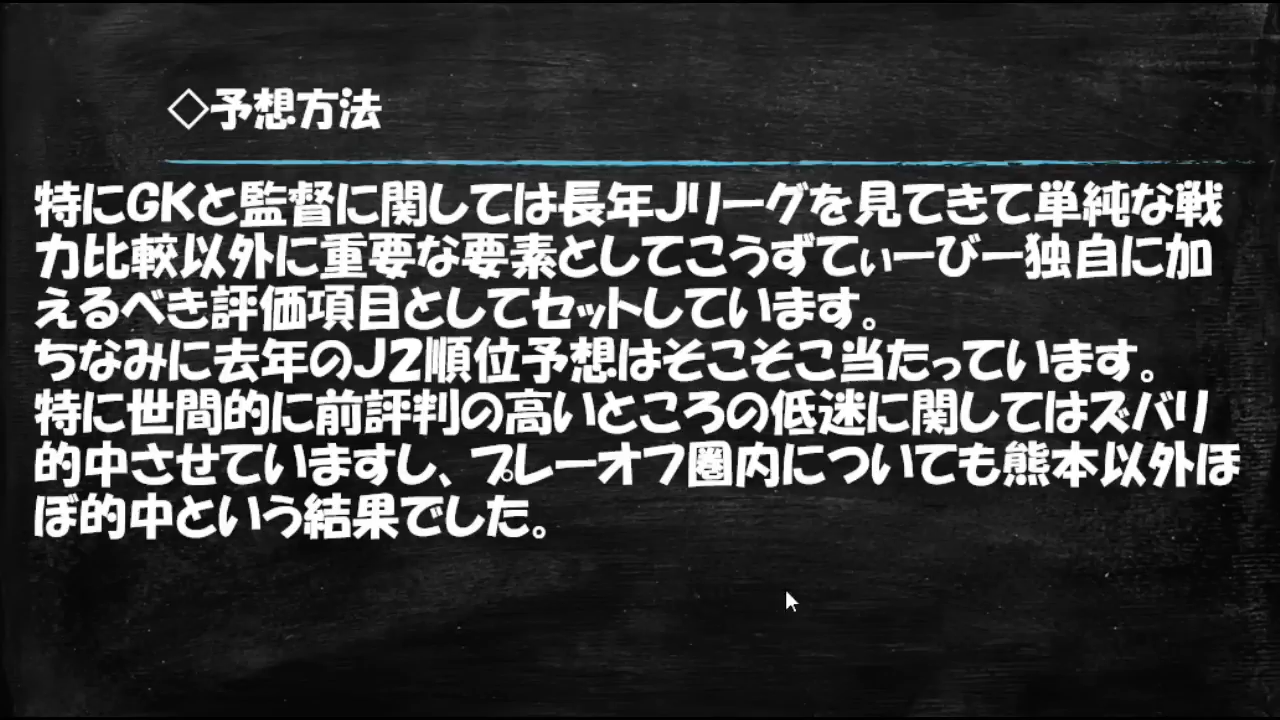 ◇予想方法
特にGKと監督に関しては長年Jリーグを見てきて単純な戦
力比較以外に重要な要素としてこうずてぃーびー独自に加
えるべき評価項目としてセットしています。
ちなみに去年のJ2順位予想はそこそこ当たっています。
特に世間的に前評判の高いところの低迷に関してはズバリ
的中させていますし、プレーオフ圏内についても熊本以外ほ
ぼ的中という結果でした。